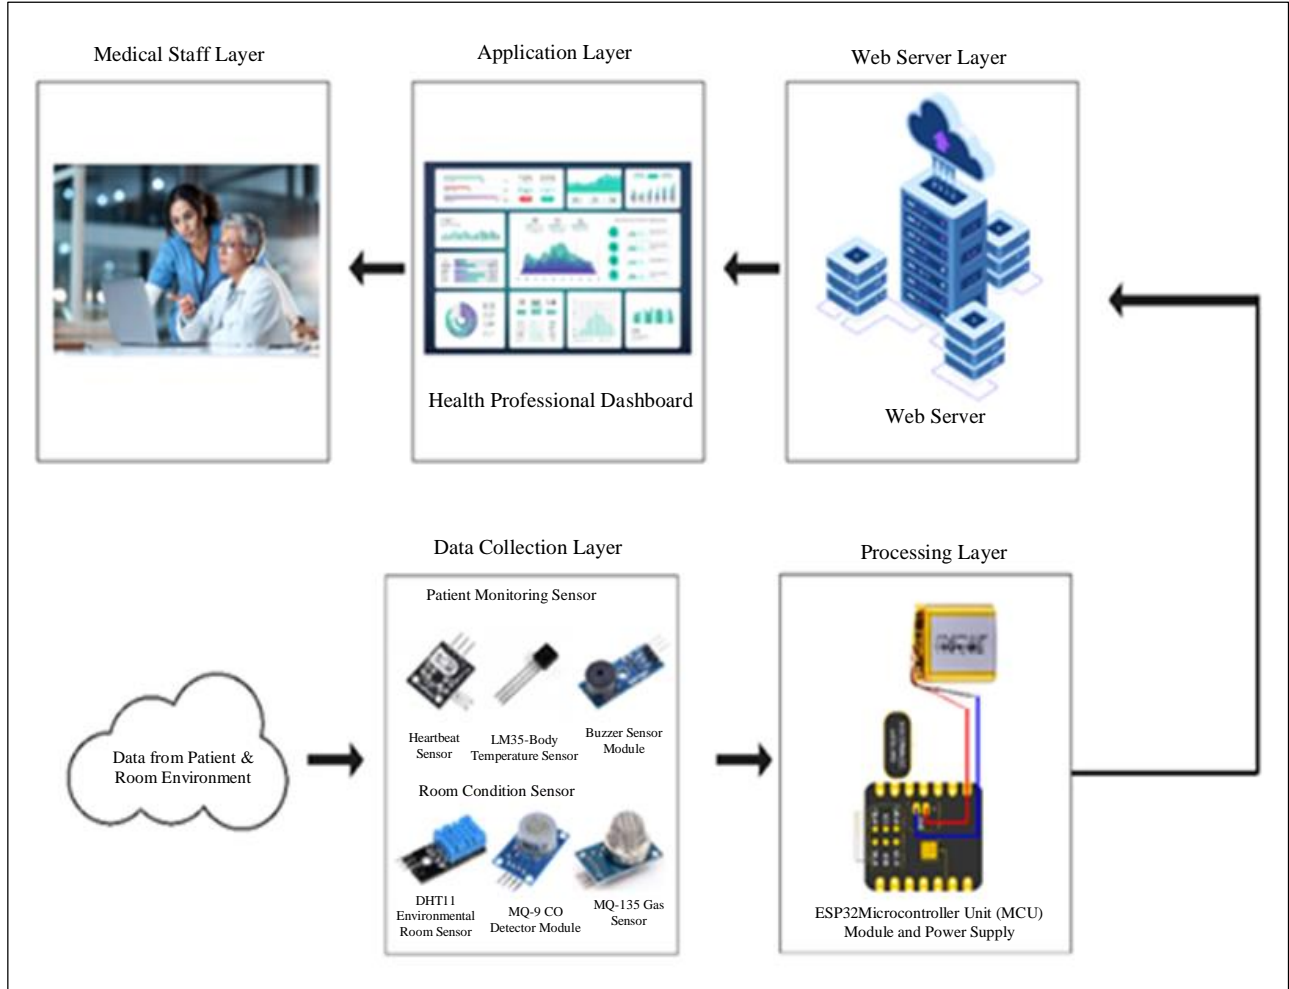 Medical Staff Layer
Application Layer
Web Server Layer
Health Professional Dashboard
Web Server
Data Collection Layer
Processing Layer
Patient Monitoring Sensor
Heartbeat
Sensor
LM35-Body
Temperature Sensor
Buzzer Sensor
Module
Data from Patient &
Room Environment
Room Condition Sensor
DHT11
Environmental
Room Sensor
MQ-9 CO
Detector Module
MQ-135 Gas
Sensor
ESP32Microcontroller Unit (MCU)
Module and Power Supply